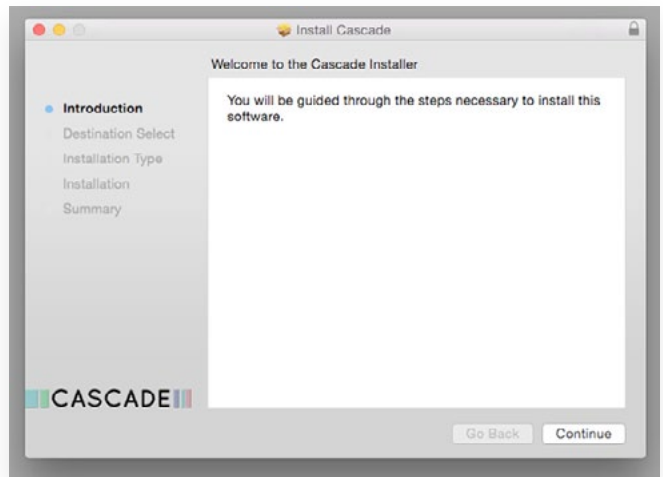 Install Cascade
Welcome to the Cascade Installer
Introduction
Destination Select
Installation Type
Installation
Summary
You will be guided through the steps necessary to install this
software.
CASCADE
Go Back
Continue